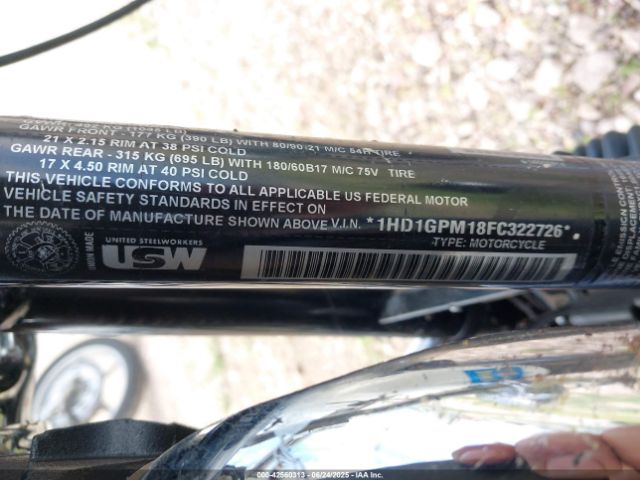 GAWR FRONT - 177 KG (390 LB) WITH 80/90-21 M/C 54H TIRE
21 X 2.15 RIM AT 38 PSI COLD
GAWR REAR - 315 KG (695 LB) WITH 180/60B17 M/C 75V TIRE
17 X 4.50 RIM AT 40 PSI COLD
THIS VEHICLE CONFORMS TO ALL APPLICABLE US FEDERAL MOTOR
VEHICLE SAFETY STANDARDS IN EFFECT ON
THE DATE OF MANUFACTURE SHOWN ABOVE V.I.N. *1HD1GPM18FC322726*
TYPE: MOTORCYCLE
UNION MADE
UNITED STEELWORKERS
USW
000-42560313 - 06/24/2025 - IAA Inc.